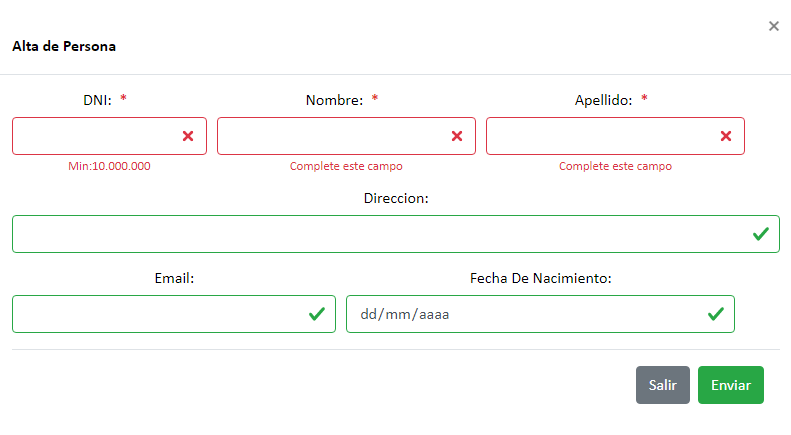 ×
Alta de Persona
DNI: * Nombre: * Apellido: *
Min:10.000.000 Complete este campo Complete este campo
Direccion:
Email: Fecha De Nacimiento:
dd/mm/aaaa
Salir Enviar